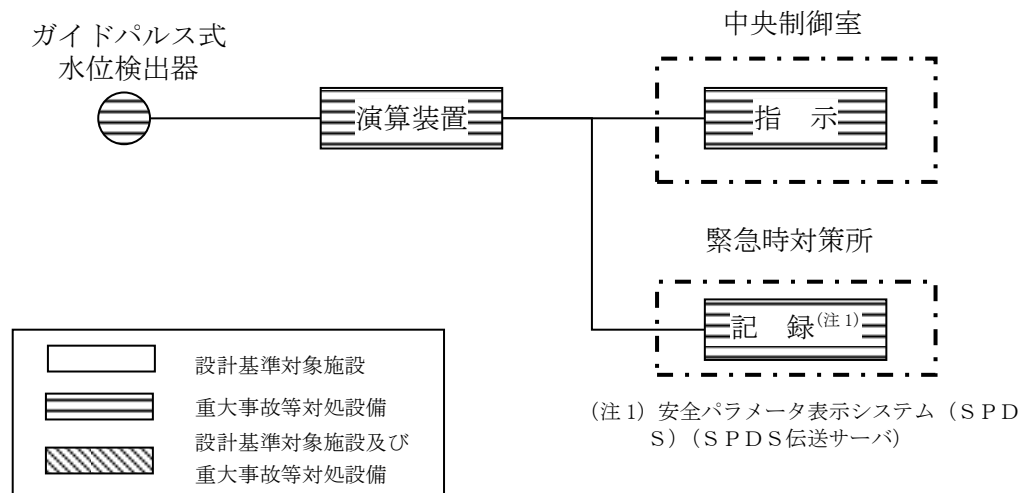 ガイドパルス式
水位検出器
演算装置
中央制御室
指　示
緊急時対策所
記　録(注1)
(注1) 安全パラメータ表示システム（ＳＰＤ
Ｓ）（ＳＰＤＳ伝送サーバ）
設計基準対象施設
重大事故等対処設備
設計基準対象施設及び
重大事故等対処設備